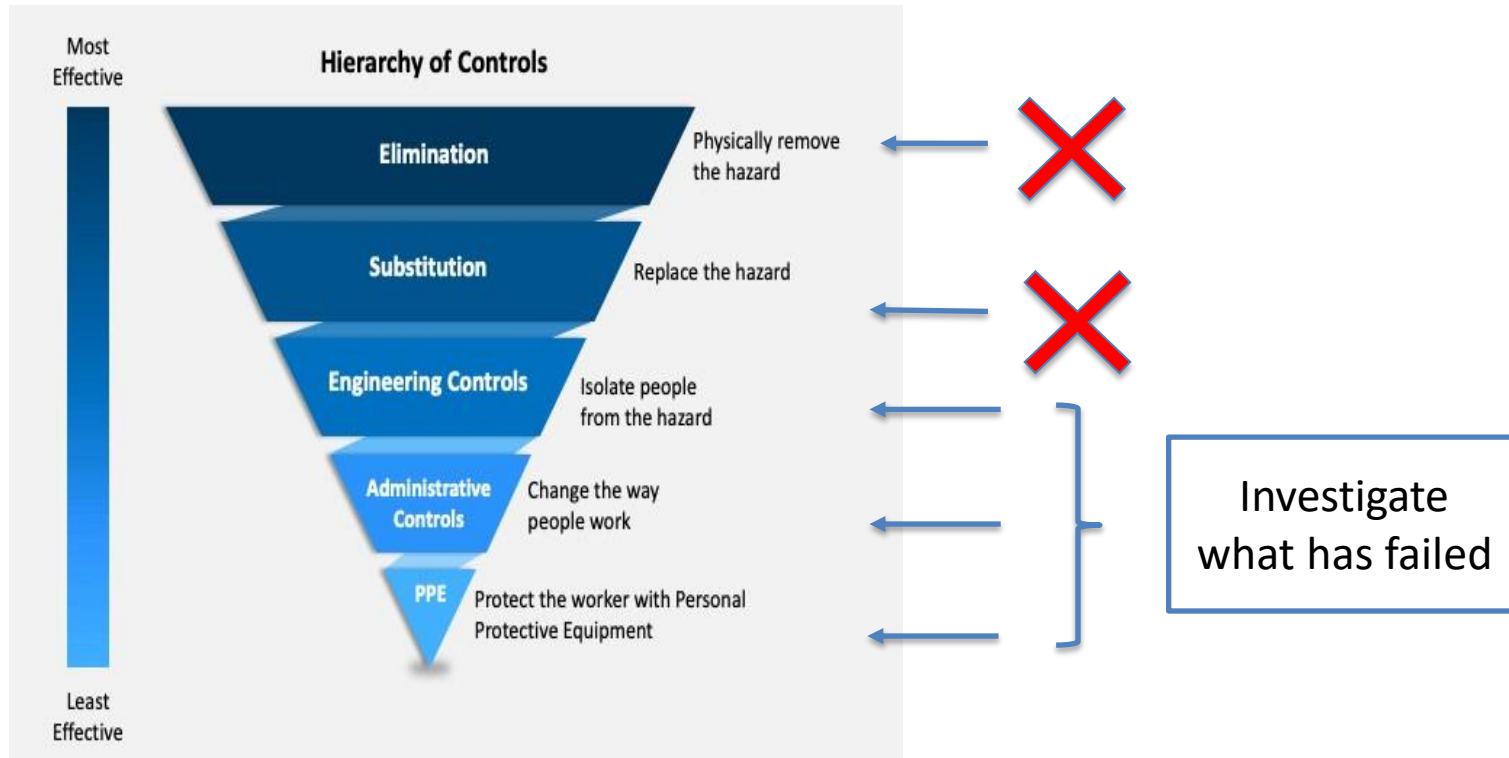 Most
Effective
Hierarchy of Controls
Elimination
Physically remove
the hazard
Substitution
Replace the hazard
Engineering Controls
Isolate people
from the hazard
Administrative
Controls
Change the way
people work
PPE
Protect the worker with Personal
Protective Equipment
Least
Effective
Investigate
what has failed